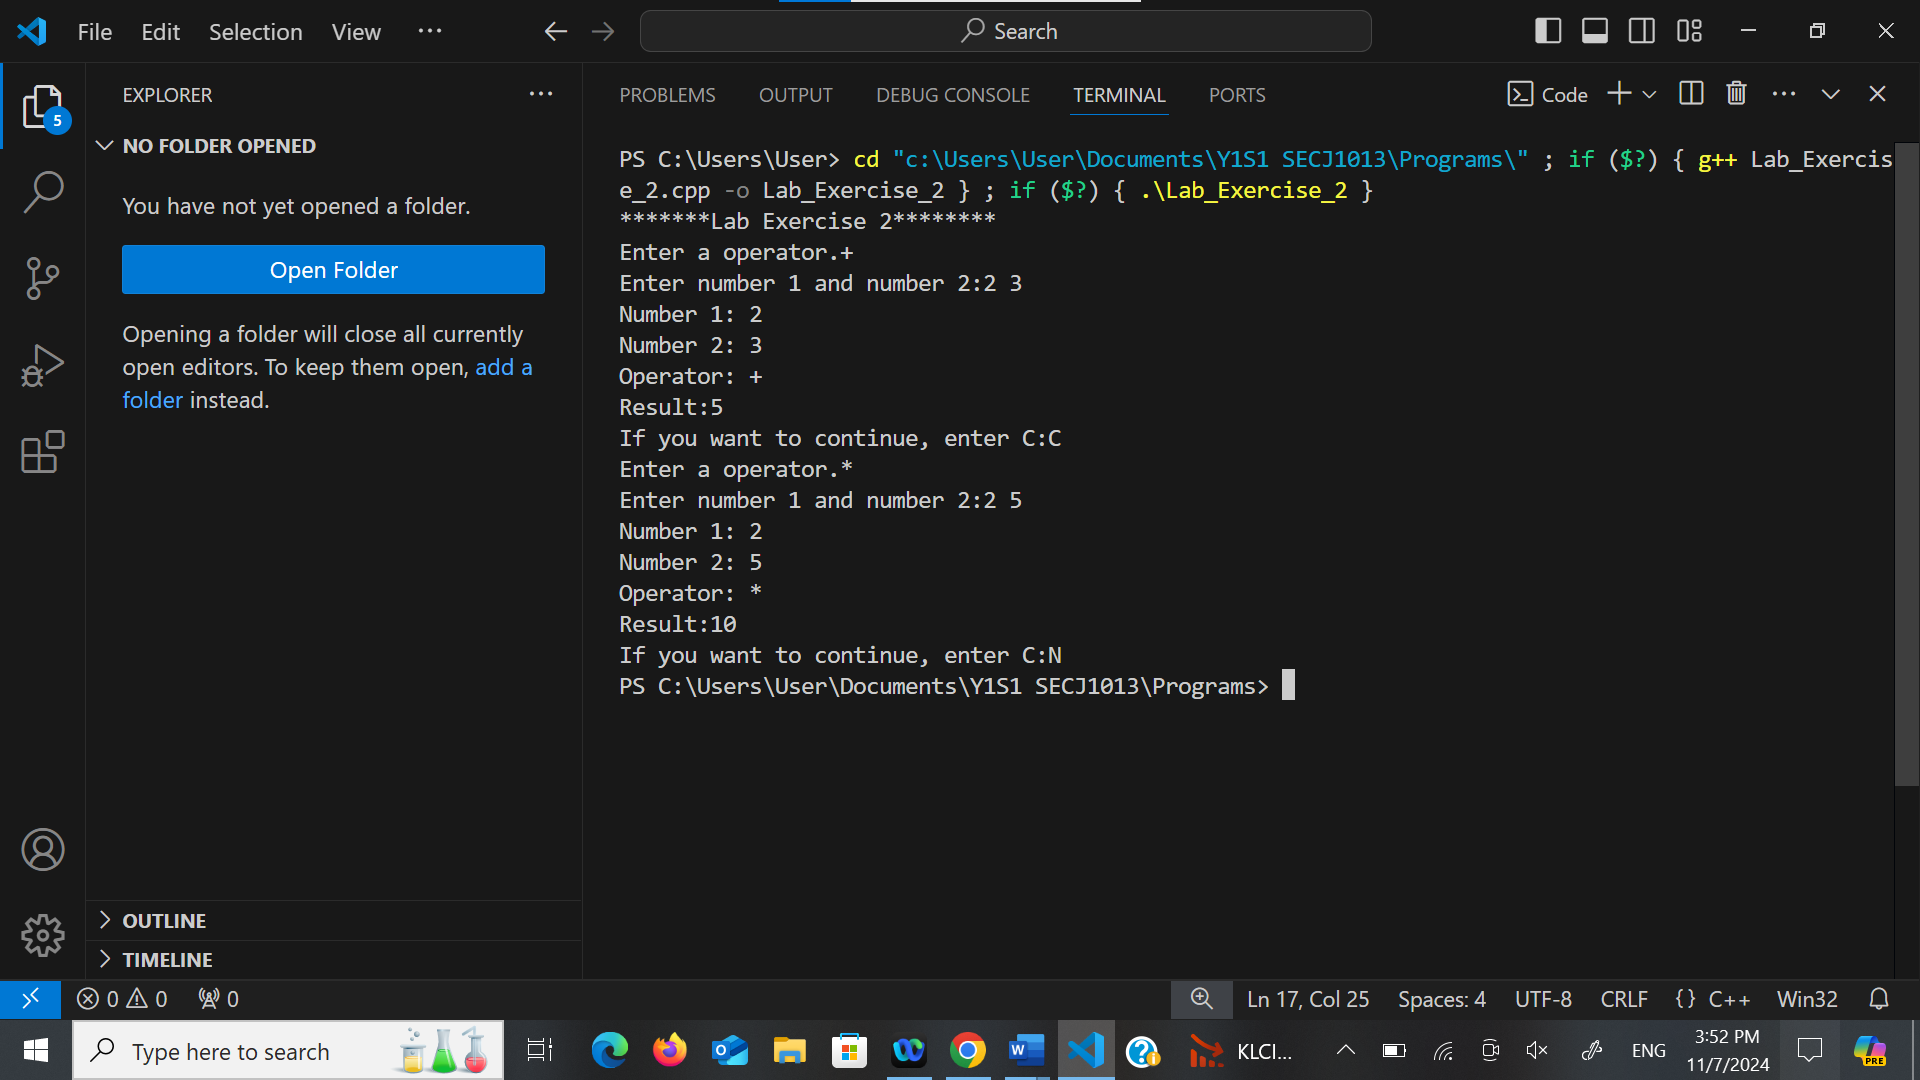 File Edit Selection View ···
Search
EXPLORER
5
NO FOLDER OPENED
You have not yet opened a folder.
Open Folder
Opening a folder will close all currently
open editors. To keep them open, add a
folder instead.
OUTLINE
TIMELINE
PROBLEMS OUTPUT DEBUG CONSOLE TERMINAL PORTS
Code
PS C:\Users\User> cd "c:\Users\User\Documents\Y1S1 SECJ1013\Programs\" ; if ($?) { g++ Lab_Exercis
e_2.cpp -o Lab_Exercise_2 } ; if ($?) { .\Lab_Exercise_2 }
*******Lab Exercise 2********
Enter a operator.+
Enter number 1 and number 2:2 3
Number 1: 2
Number 2: 3
Operator: +
Result:5
If you want to continue, enter C:C
Enter a operator.*
Enter number 1 and number 2:2 5
Number 1: 2
Number 2: 5
Operator: *
Result:10
If you want to continue, enter C:N
PS C:\Users\User\Documents\Y1S1 SECJ1013\Programs>
0 0 0
Ln 17, Col 25 Spaces: 4 UTF-8 CRLF {} C++ Win32
Type here to search
KLCI...
ENG
3:52 PM
11/7/2024
PRE